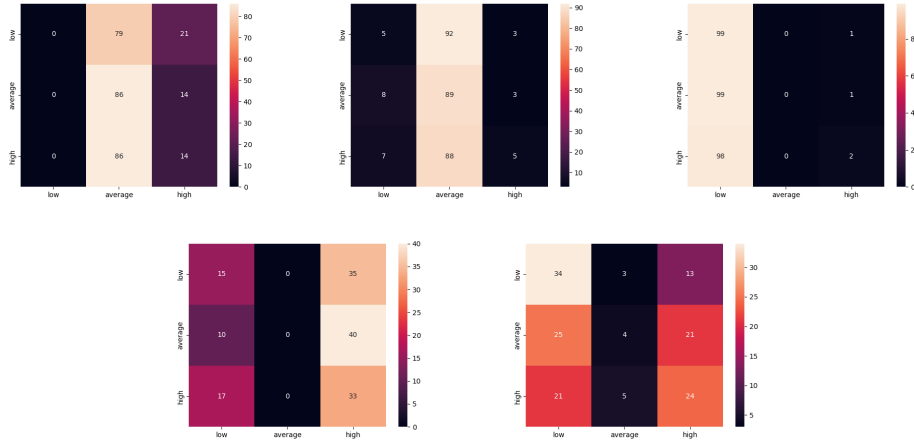 low 0 79 21
average 0 86 14
high 0 86 14
low average high
80
70
60
50
40
30
20
10
0
low 5 92 3
average 8 89 3
high 7 88 5
low average high
90
80
70
60
50
40
30
20
10
low 99 0 1
average 99 0 1
high 98 0 2
low average high
8
6
4
2
0
low 15 0 35
average 10 0 40
high 17 0 33
low average high
40
35
30
25
20
15
10
5
0
low 34 3 13
average 25 4 21
high 21 5 24
low average high
30
25
20
15
10
5